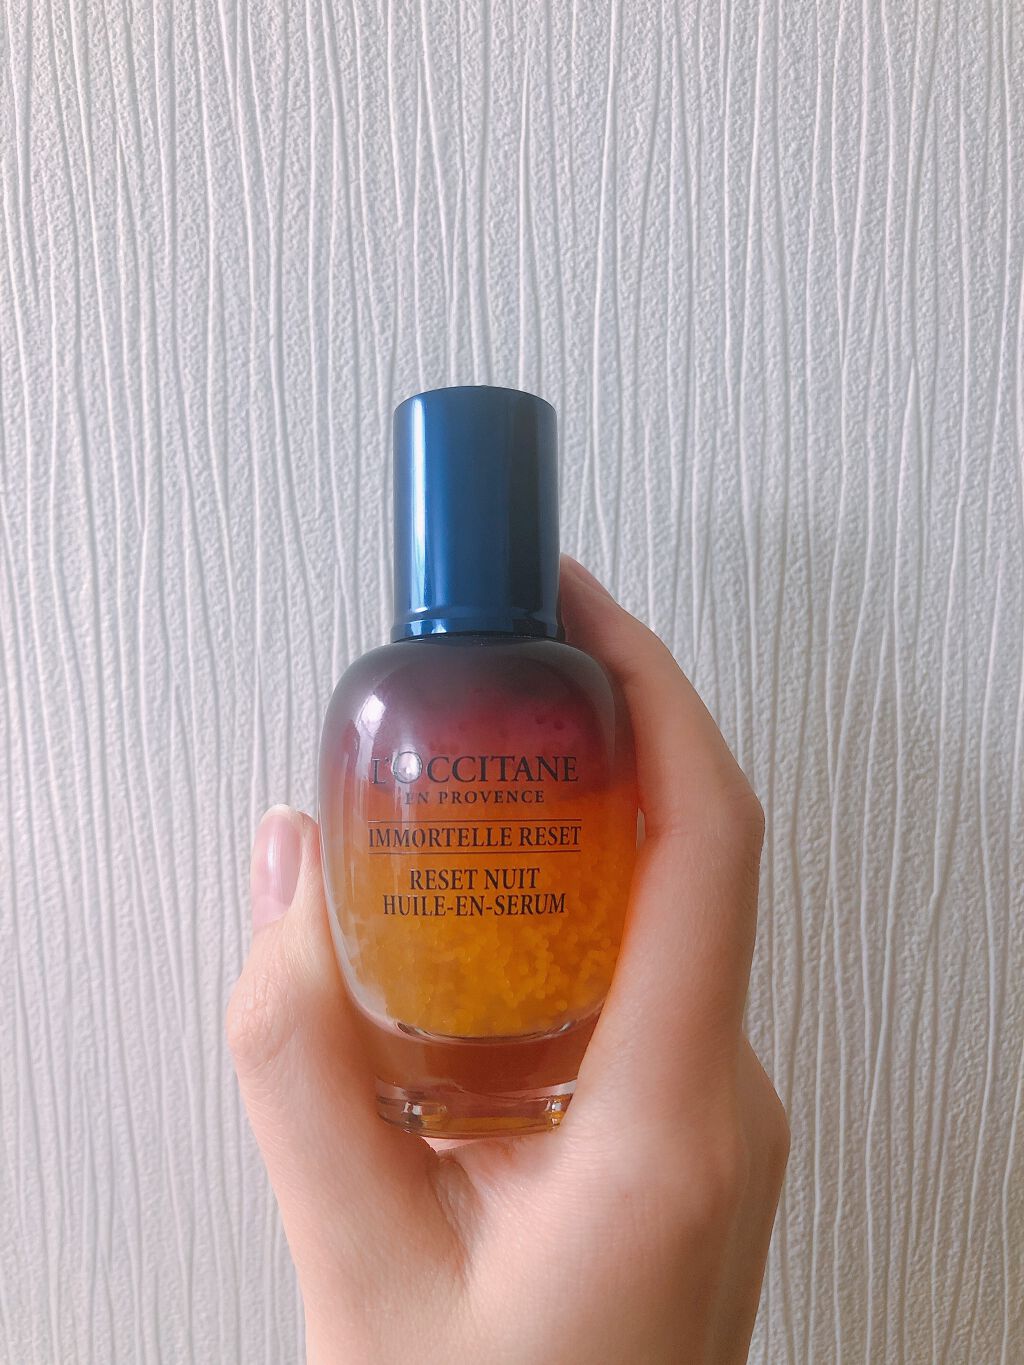 L'OCCITANE
EN PROVENCE
IMMORTELLE RESET
RESET NUIT
HUILE-EN-SERUM